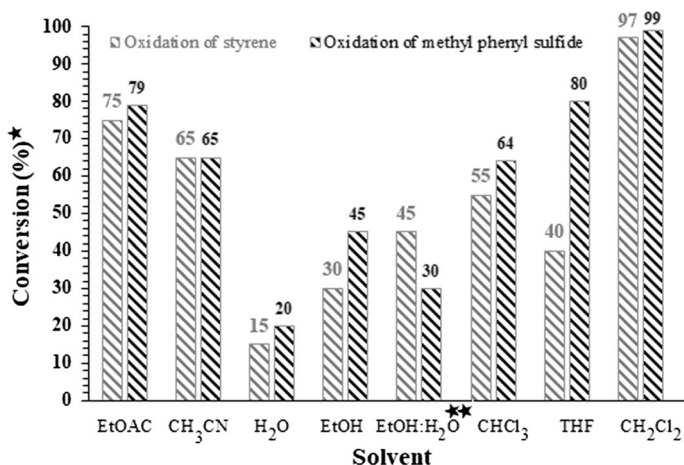 Oxidation of styrene
Oxidation of methyl phenyl sulfide
Conversion (%)★
100
90
80
70
60
50
40
30
20
10
0
75
79
65
65
15
20
30
45
45
30
55
64
40
80
97
99
EtOAC
CH₃CN
H₂O
EtOH
EtOH:H₂O★★
CHCl₃
THF
CH₂Cl₂
Solvent